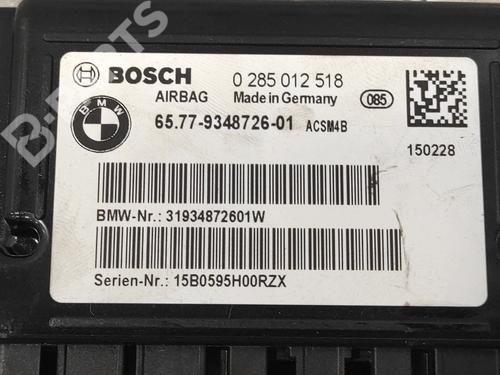 BOSCH 0 285 012 518
AIRBAG Made in Germany 085
BMW 65.77-9348726-01 ACSM4B
150228
BMW-Nr.: 31934872601W
Serien-Nr.: 15B0595H00RZX
B-PARTS